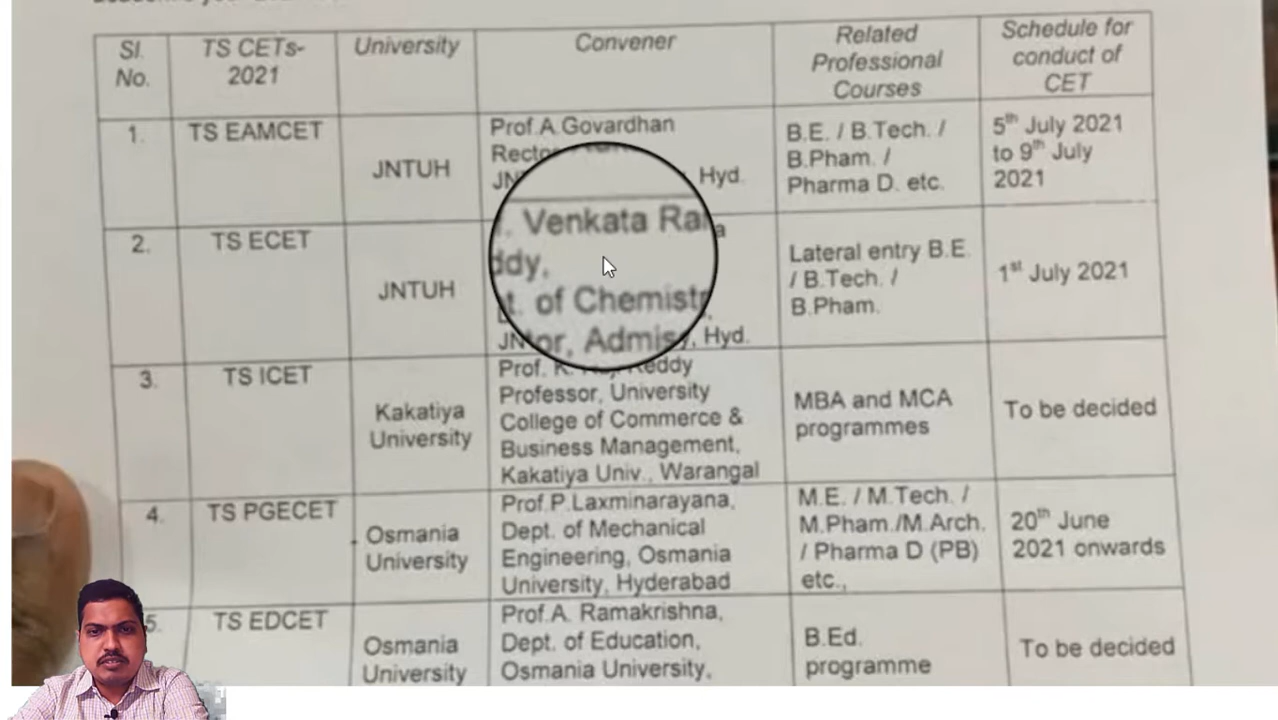 Sl.
No.
TS CETs-
2021
University
Convener
Related
Professional
Courses
Schedule for
conduct of
CET
1.
TS EAMCET
JNTUH
Prof.A.Govardhan
Hyd.
B.E. / B.Tech. /
B.Pham. /
Pharma D. etc.
5th July 2021
to 9th July
2021
2.
TS ECET
JNTUH
Venkata
of
Hyd.
Lateral entry B.E.
/ B.Tech. /
B.Pham.
1st July 2021
3.
TS ICET
Kakatiya
University
Prof. K. Reddy
Professor, University
College of Commerce &
Business Management,
Kakatiya Univ., Warangal
MBA and MCA
programmes
To be decided
4.
TS PGECET
Osmania
University
Prof.P.Laxminarayana,
Dept. of Mechanical
Engineering, Osmania
University, Hyderabad
M.E. / M.Tech. /
M.Pham./M.Arch.
/ Pharma D (PB)
etc.,
20th June
2021 onwards
5.
TS EDCET
Osmania
University
Prof.A. Ramakrishna,
Dept. of Education,
Osmania University,
B.Ed.
programme
To be decided